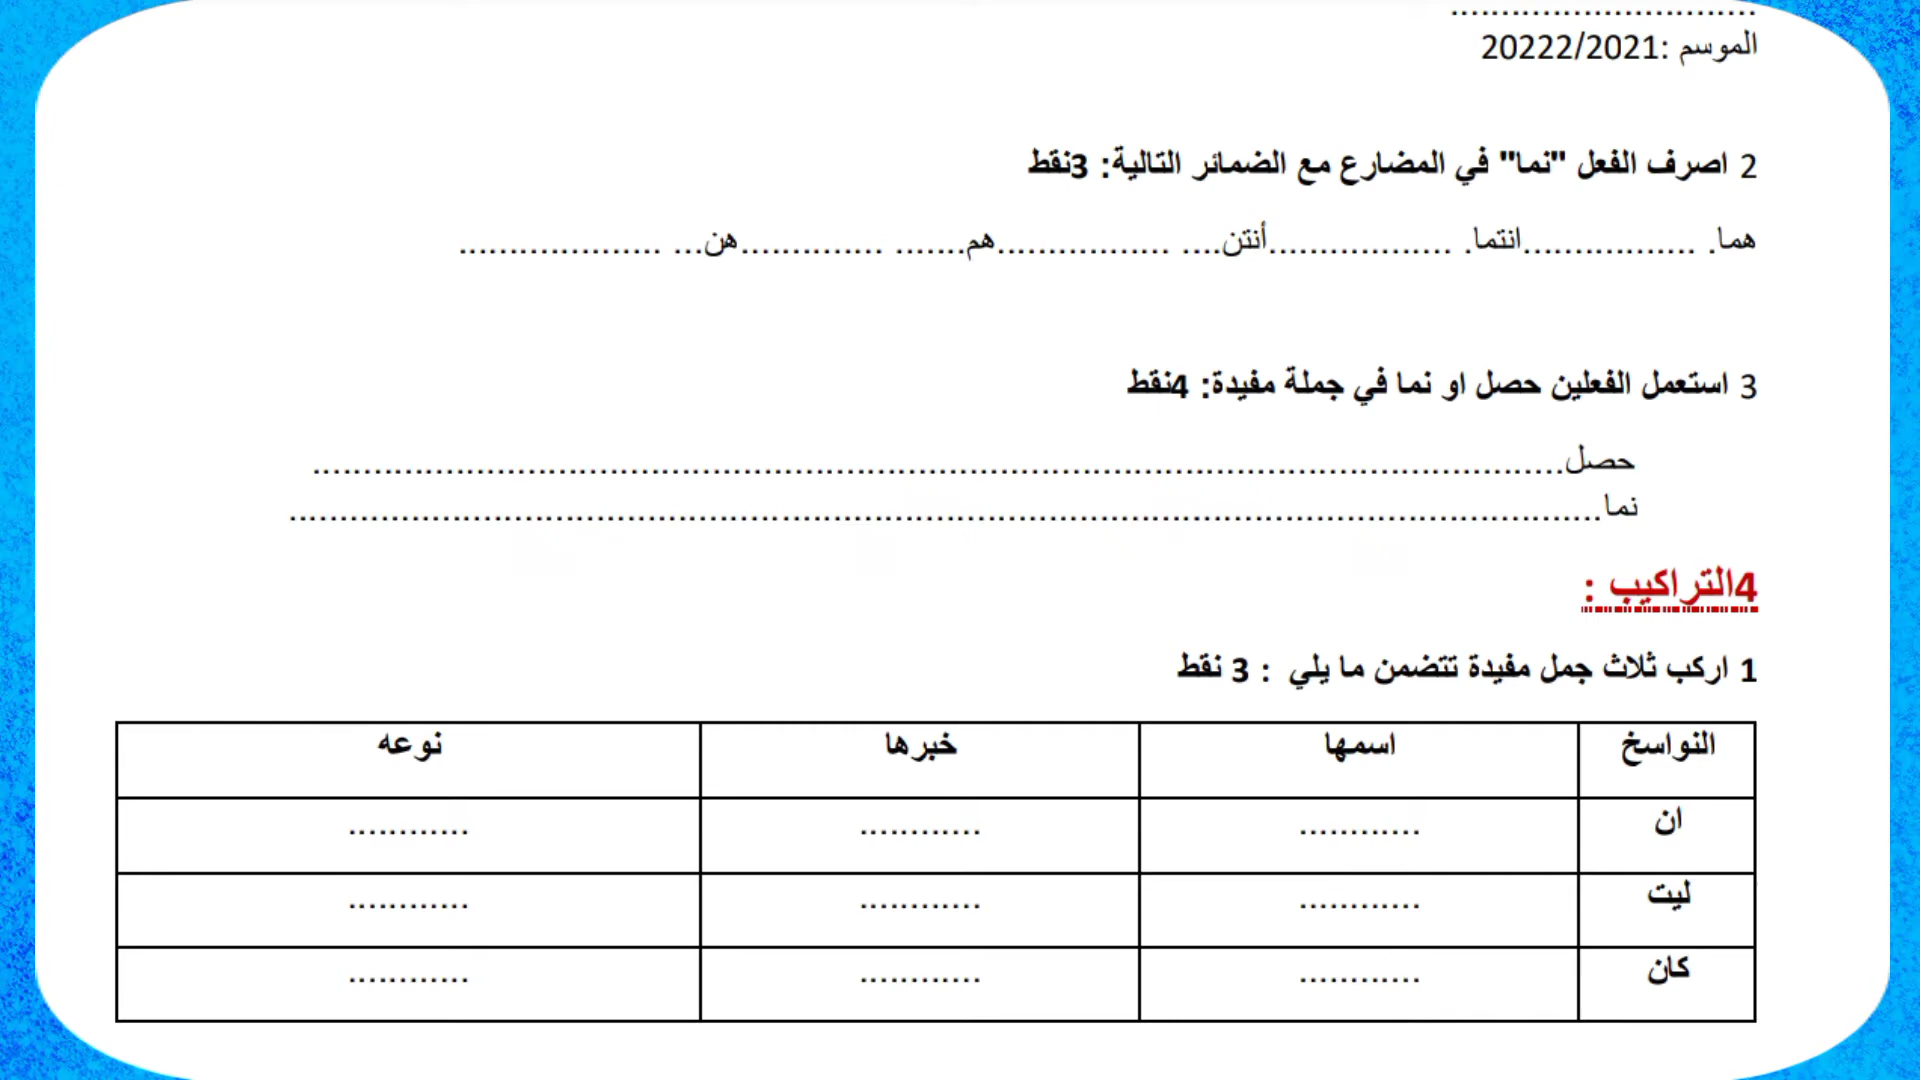 ..............................
الموسم :20222/2021
2 اصرف الفعل "نما" في المضارع مع الضمائر التالية: 3نقط
هما. .................انتما. ..................أنتن.... .................هم....... ..............هن... ....................
3 استعمل الفعلين حصل او نما في جملة مفيدة: 4نقط
حصل..............................................................................................................
نما....................................................................................................................
4التراكيب :
1 اركب ثلاث جمل مفيدة تتضمن ما يلي : 3 نقط
النواسخ اسمها خبرها نوعه
ان ............ ............ ............
ليت ............ ............ ............
كان ............ ............ ............